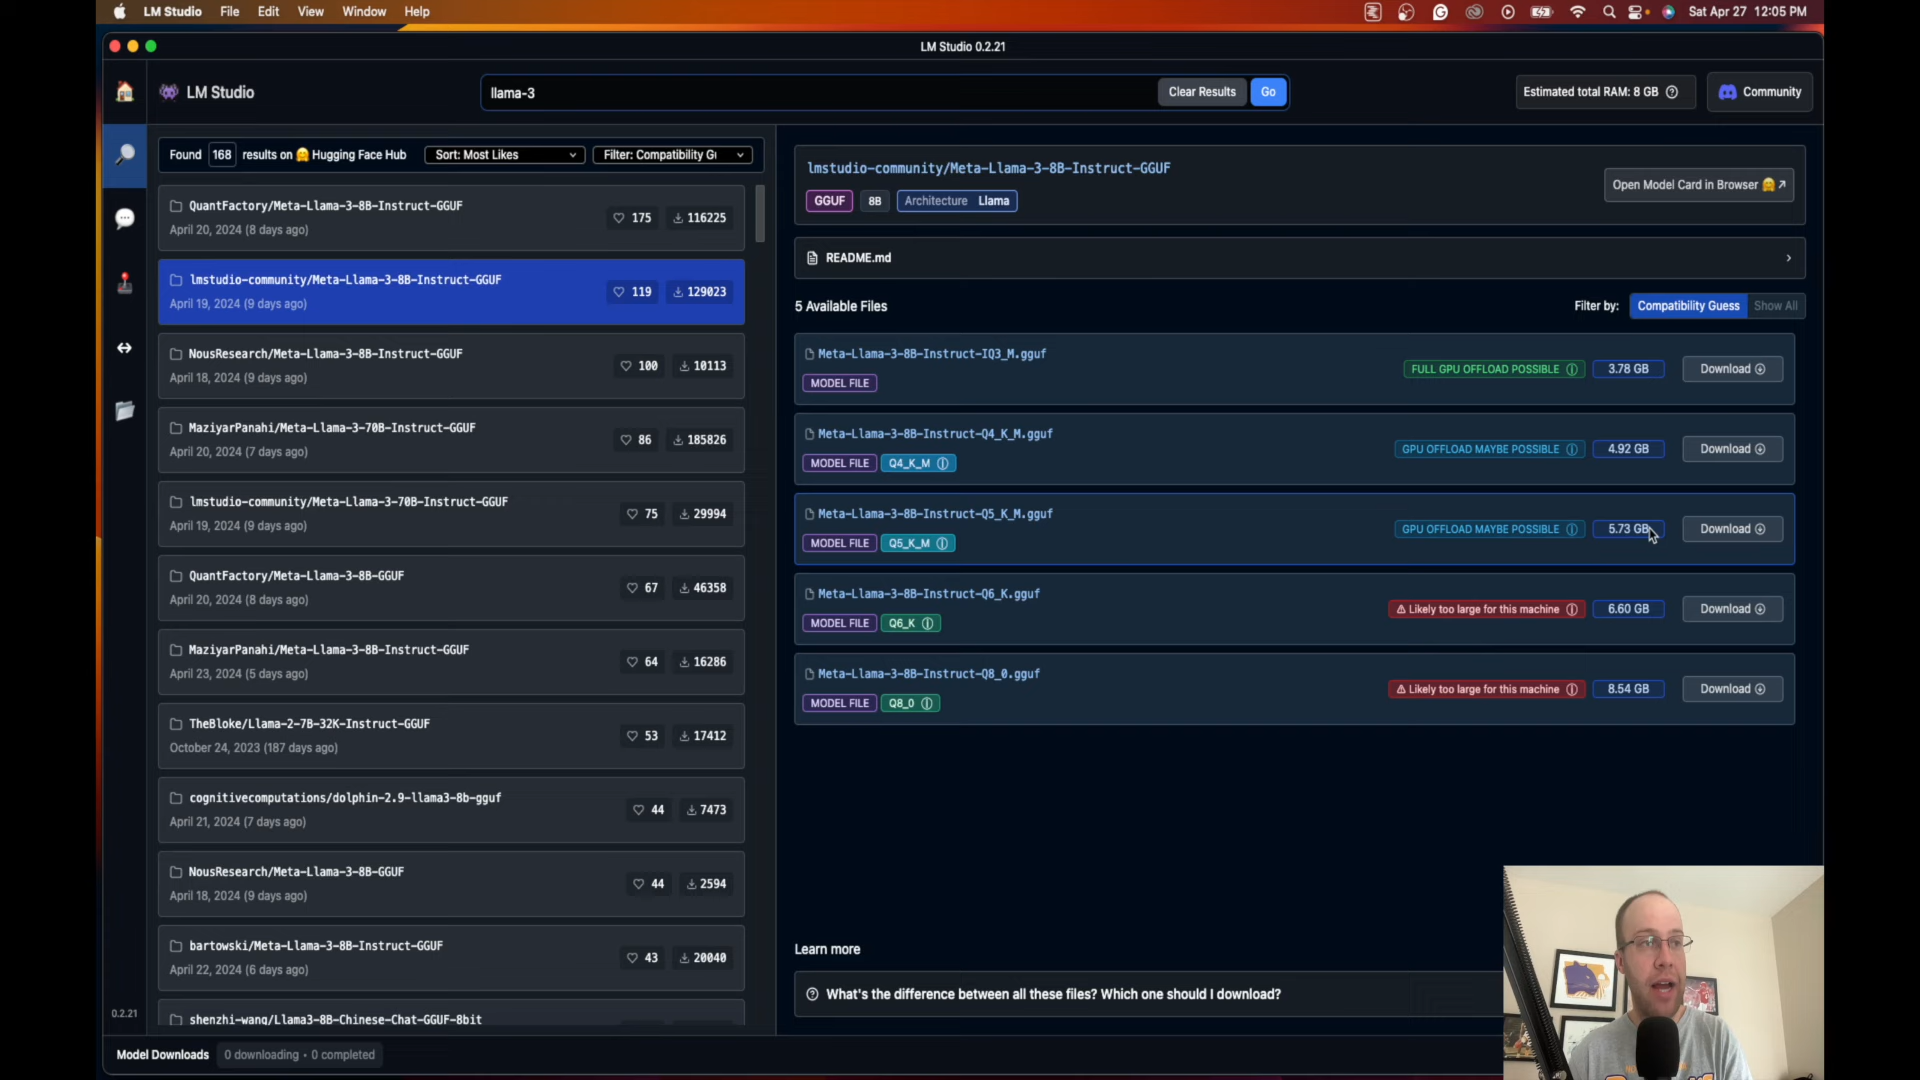 LM Studio File Edit View Window Help
Sat Apr 27 12:05 PM
LM Studio 0.2.21
LM Studio
llama-3
Clear Results
Go
Estimated total RAM: 8 GB
Community
Found 168 results on 🤗 Hugging Face Hub
Sort: Most Likes
Filter: Compatibility Gu
QuantFactory/Meta-Llama-3-8B-Instruct-GGUF
April 20, 2024 (8 days ago)
175
116225
lmstudio-community/Meta-Llama-3-8B-Instruct-GGUF
April 19, 2024 (9 days ago)
119
129023
NousResearch/Meta-Llama-3-8B-Instruct-GGUF
April 18, 2024 (9 days ago)
100
10113
MaziyarPanahi/Meta-Llama-3-70B-Instruct-GGUF
April 20, 2024 (7 days ago)
86
185826
lmstudio-community/Meta-Llama-3-70B-Instruct-GGUF
April 19, 2024 (9 days ago)
75
29994
QuantFactory/Meta-Llama-3-8B-GGUF
April 20, 2024 (8 days ago)
67
46358
MaziyarPanahi/Meta-Llama-3-8B-Instruct-GGUF
April 23, 2024 (5 days ago)
64
16286
TheBloke/Llama-2-7B-32K-Instruct-GGUF
October 24, 2023 (187 days ago)
53
17412
cognitivecomputations/dolphin-2.9-llama3-8b-gguf
April 21, 2024 (7 days ago)
44
7473
NousResearch/Meta-Llama-3-8B-GGUF
April 18, 2024 (9 days ago)
44
2594
bartowski/Meta-Llama-3-8B-Instruct-GGUF
April 22, 2024 (6 days ago)
43
20040
shenzhi-wang/Llama3-8B-Chinese-Chat-GGUF-8bit
0.2.21
lmstudio-community/Meta-Llama-3-8B-Instruct-GGUF
GGUF 8B Architecture Llama
Open Model Card in Browser 🤗 ↗
README.md
5 Available Files
Filter by: Compatibility Guess Show All
Meta-Llama-3-8B-Instruct-IQ3_M.gguf
MODEL FILE
FULL GPU OFFLOAD POSSIBLE
3.78 GB
Download
Meta-Llama-3-8B-Instruct-Q4_K_M.gguf
MODEL FILE Q4_K_M
GPU OFFLOAD MAYBE POSSIBLE
4.92 GB
Download
Meta-Llama-3-8B-Instruct-Q5_K_M.gguf
MODEL FILE Q5_K_M
GPU OFFLOAD MAYBE POSSIBLE
5.73 GB
Download
Meta-Llama-3-8B-Instruct-Q6_K.gguf
MODEL FILE Q6_K
Likely too large for this machine
6.60 GB
Download
Meta-Llama-3-8B-Instruct-Q8_0.gguf
MODEL FILE Q8_0
Likely too large for this machine
8.54 GB
Download
Learn more
What's the difference between all these files? Which one should I download?
Model Downloads 0 downloading • 0 completed